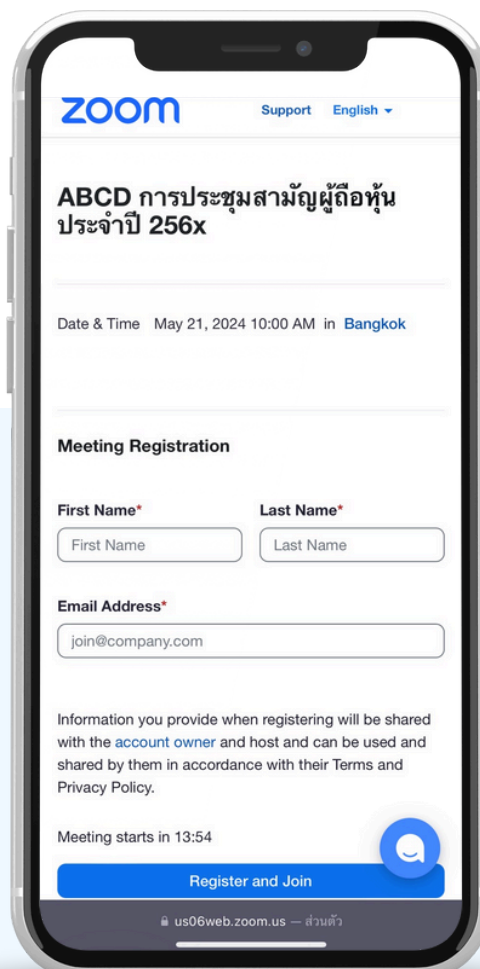 zoom
Support English
ABCD การประชุมสามัญผู้ถือหุ้น
ประจำปี 256x
Date & Time May 21, 2024 10:00 AM in Bangkok
Meeting Registration
First Name* Last Name*
First Name Last Name
Email Address*
join@company.com
Information you provide when registering will be shared
with the account owner and host and can be used and
shared by them in accordance with their Terms and
Privacy Policy.
Meeting starts in 13:54
Register and Join
us06web.zoom.us — ส่วนตัว